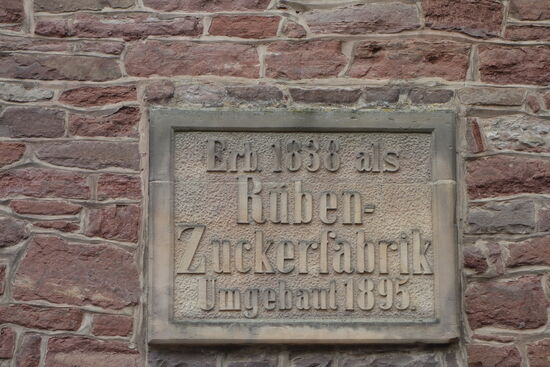 Erb. 1838 als
Rüben-
Zuckerfabrik
Umgebaut 1895.